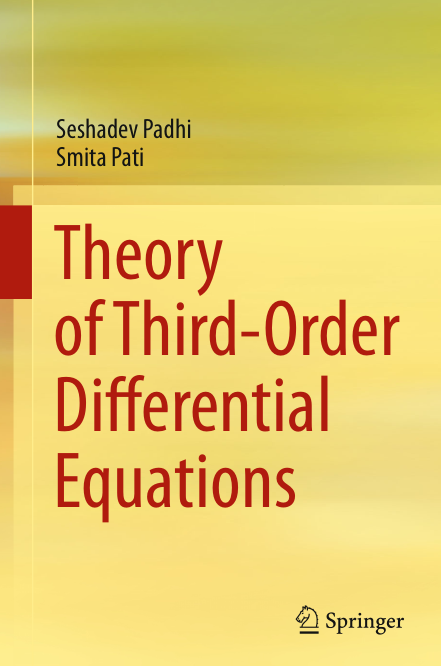 Seshadev Padhi
Smita Pati
Theory
of Third-Order
Differential
Equations
Springer